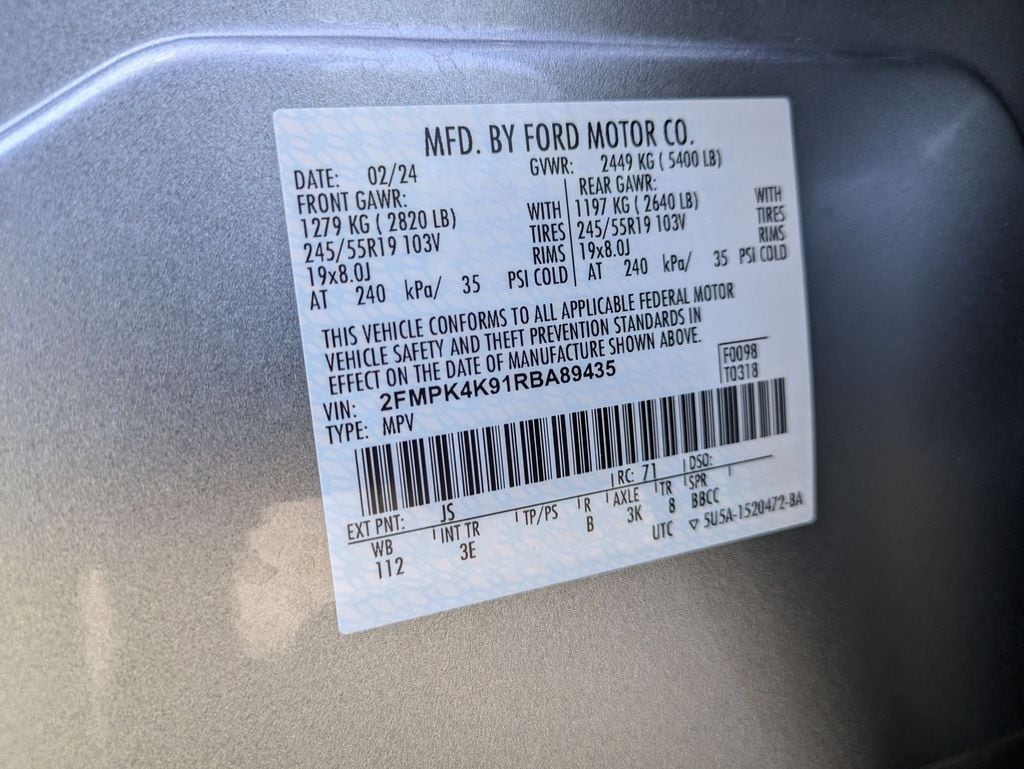 MFD. BY FORD MOTOR CO.
DATE: 02/24
GVWR: 2449 KG ( 5400 LB)
FRONT GAWR:
1279 KG ( 2820 LB) WITH
245/55R19 103V TIRES
19x8.0J RIMS
AT 240 kPa/ 35 PSI COLD
REAR GAWR:
1197 KG ( 2640 LB) WITH
245/55R19 103V TIRES
19x8.0J RIMS
AT 240 kPa/ 35 PSI COLD
THIS VEHICLE CONFORMS TO ALL APPLICABLE FEDERAL MOTOR
VEHICLE SAFETY AND THEFT PREVENTION STANDARDS IN
EFFECT ON THE DATE OF MANUFACTURE SHOWN ABOVE.
VIN: 2FMPK4K91RBA89435
F0098
T0318
TYPE: MPV
EXT PNT: JS RC: 71 DSO:
WB INT TR TP/PS R AXLE TR SPR
112 3E B 3K 8 BBCC
UTC ▽ 5U5A-1520472-BA